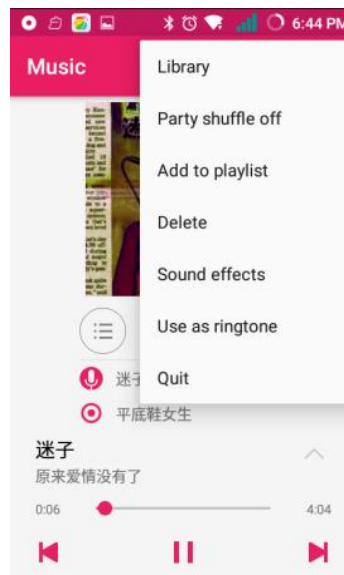 6:44 PM
Music
Library
Party shuffle off
Add to playlist
Delete
Sound effects
Use as ringtone
Quit
迷子
平底鞋女生
迷子
原来爱情没有了
0:06
4:04